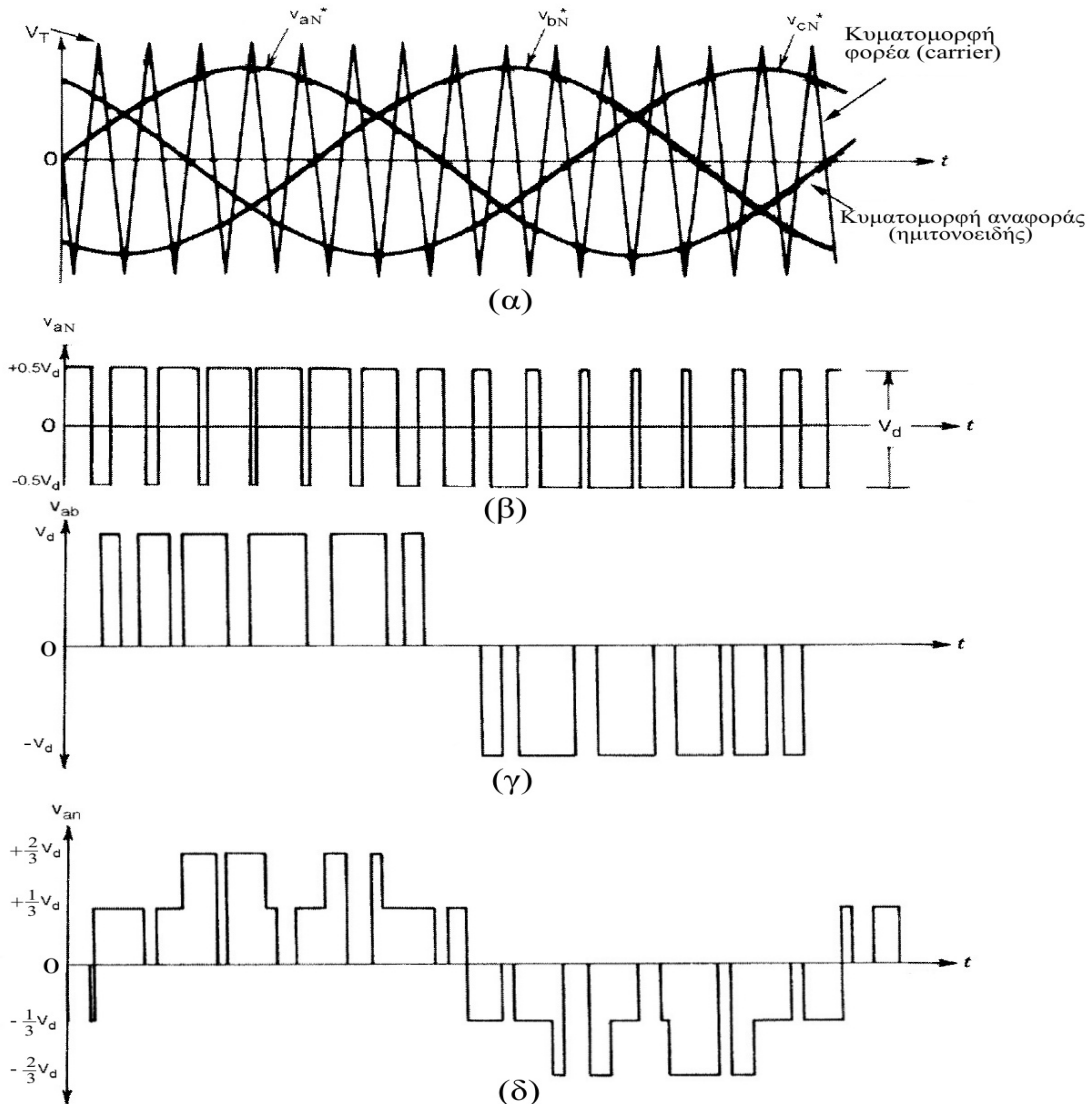 V_T
v_aN*
v_bN*
v_cN*
Κυματομορφή
φορέα (carrier)
O
t
Κυματομορφή αναφοράς
(ημιτονοειδής)
(α)
v_aN
+0.5V_d
O
-0.5V_d
t
V_d
(β)
v_ab
V_d
O
t
-V_d
(γ)
v_an
+2/3 V_d
+1/3 V_d
O
t
-1/3 V_d
-2/3 V_d
(δ)